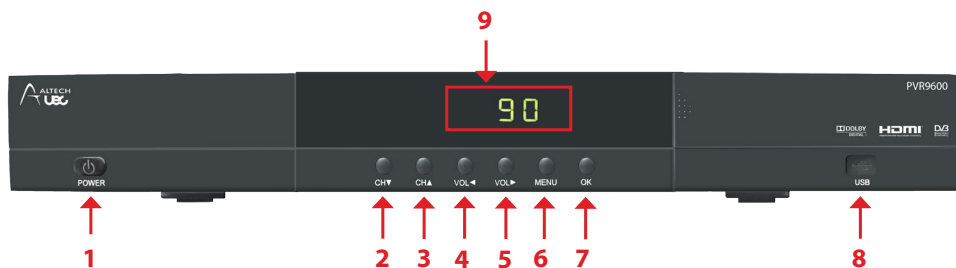 9
ALTECH
UEC
PVR9600
90
DOLBY
DIGITAL
HDMI
DVB
POWER
CH▼
CH▲
VOL◄
VOL►
MENU
OK
USB
1
2
3
4
5
6
7
8